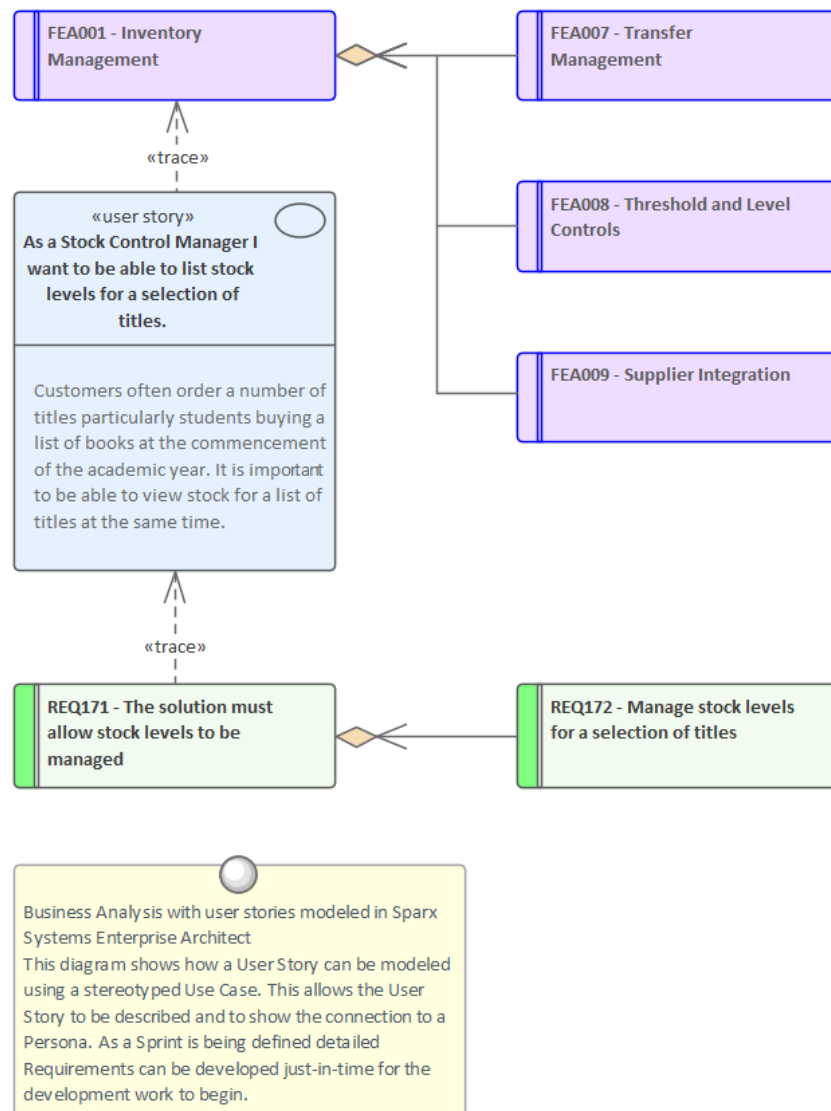 FEA001 - Inventory
Management
FEA007 - Transfer
Management
«trace»
FEA008 - Threshold and Level
Controls
«user story»
As a Stock Control Manager I
want to be able to list stock
levels for a selection of
titles.
FEA009 - Supplier Integration
Customers often order a number of
titles particularly students buying a
list of books at the commencement
of the academic year. It is important
to be able to view stock for a list of
titles at the same time.
«trace»
REQ171 - The solution must
allow stock levels to be
managed
REQ172 - Manage stock levels
for a selection of titles
Business Analysis with user stories modeled in Sparx
Systems Enterprise Architect
This diagram shows how a User Story can be modeled
using a stereotyped Use Case. This allows the User
Story to be described and to show the connection to a
Persona. As a Sprint is being defined detailed
Requirements can be developed just-in-time for the
development work to begin.